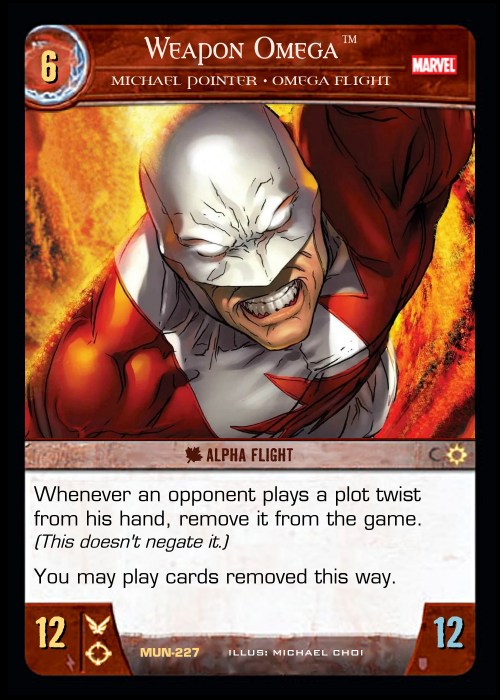 6
Weapon Omega™
MICHAEL POINTER • OMEGA FLIGHT
MARVEL
ALPHA FLIGHT
C
Whenever an opponent plays a plot twist
from his hand, remove it from the game.
(This doesn't negate it.)
You may play cards removed this way.
12
MUN-227
ILLUS: MICHAEL CHOI
12